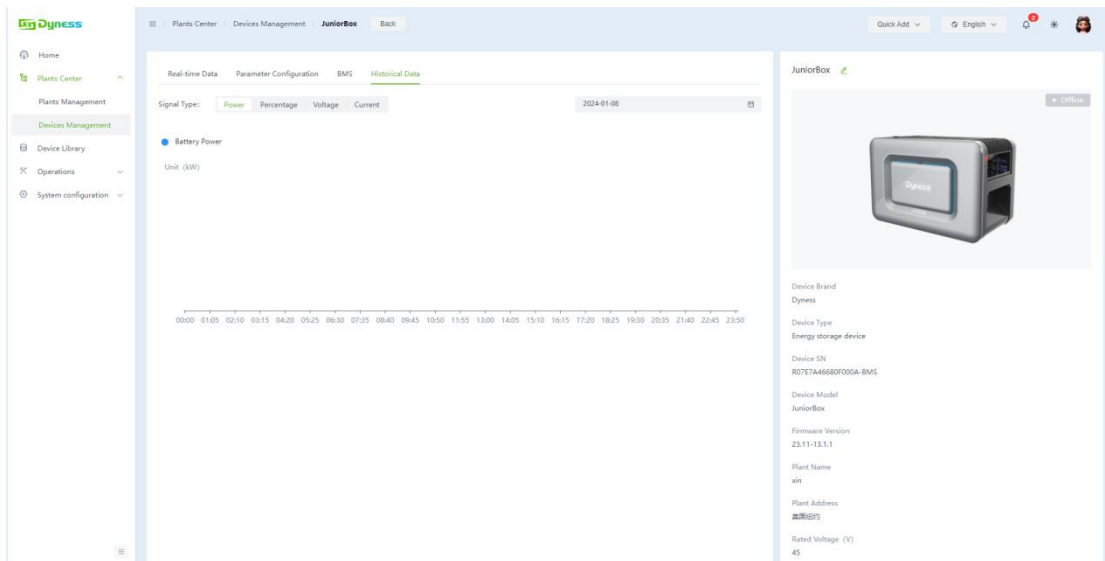 Dyness
Plants Center / Devices Management / JuniorBox Back
Quick Add English 2
Home
Plants Center
Plants Management
Devices Management
Device Library
Operations
System configuration
Real-time Data Parameter Configuration BMS Historical Data
Signal Type: Power Percentage Voltage Current 2024-01-08
Battery Power
Unit (kW)
00:00 01:05 02:10 03:15 04:20 05:25 06:30 07:35 08:40 09:45 10:50 11:55 13:00 14:05 15:10 16:15 17:20 18:25 19:30 20:35 21:40 22:45 23:50
JuniorBox
Offline
Dyness
Device Brand
Dyness
Device Type
Energy storage device
Device SN
R07E7A46680F000A-BMS
Device Model
JuniorBox
Firmware Version
23.11-13.1.1
Plant Name
xin
Plant Address
美国纽约
Rated Voltage (V)
45